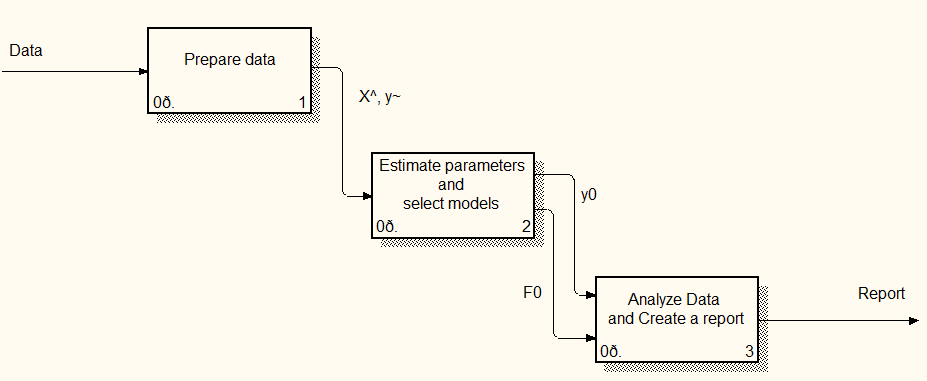 Data
Prepare data
0ð. 1
X^, y~
Estimate parameters
and
select models
0ð. 2
y0
F0
Analyze Data
and Create a report
0ð. 3
Report